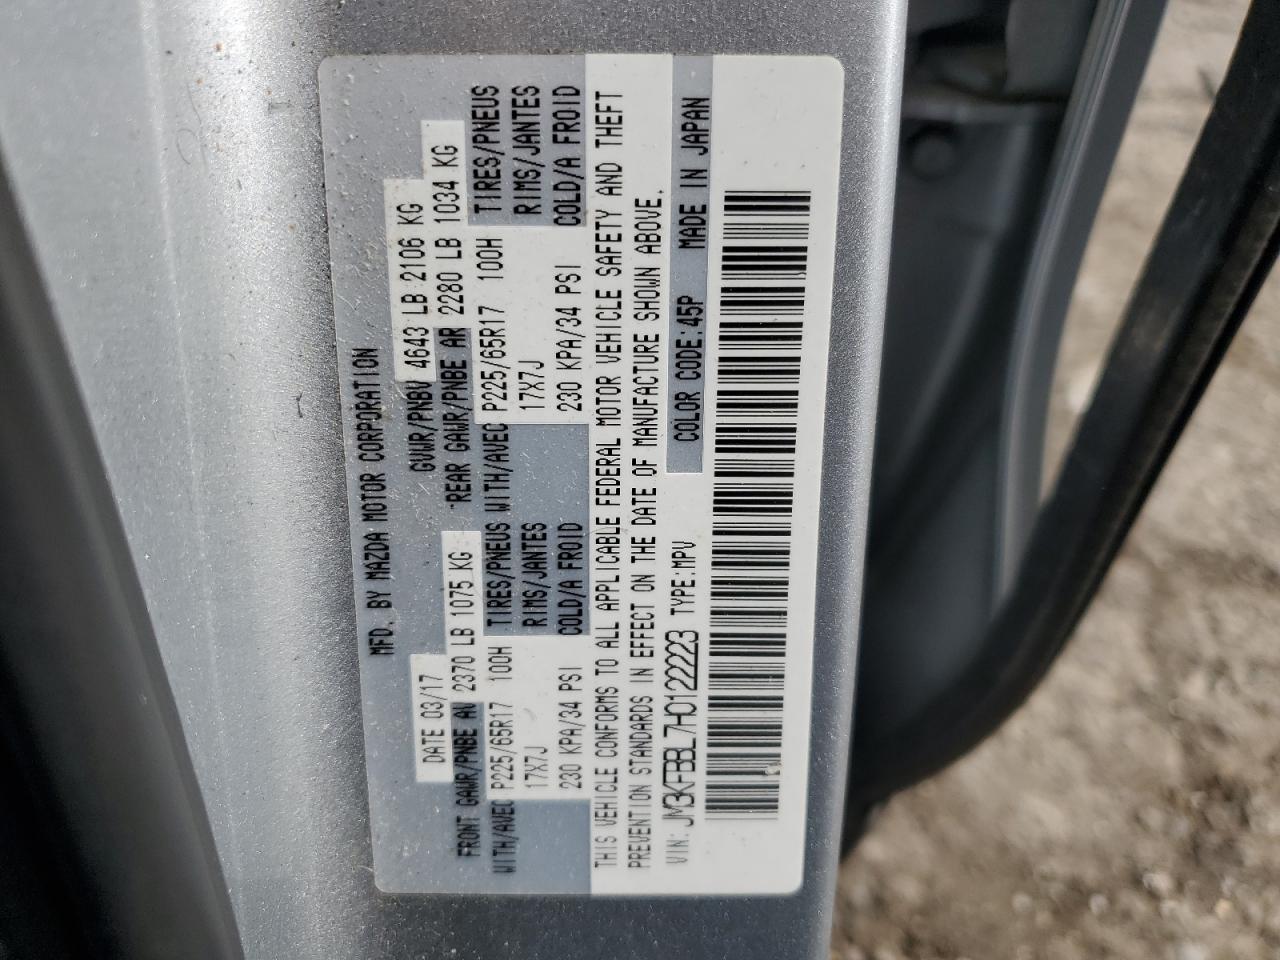 MFD. BY MAZDA MOTOR CORPORATION
DATE 03/17 GVWR/PNBV 4643 LB 2106 KG
FRONT GAWR/PNBE AV 2370 LB 1075 KG REAR GAWR/PNBE AR 2280 LB 1034 KG
WITH/AVEC P225/65R17 100H TIRES/PNEUS WITH/AVEC P225/65R17 100H TIRES/PNEUS
17X7J RIMS/JANTES 17X7J RIMS/JANTES
230 KPA/34 PSI COLD/A FROID 230 KPA/34 PSI COLD/A FROID
THIS VEHICLE CONFORMS TO ALL APPLICABLE FEDERAL MOTOR VEHICLE SAFETY AND THEFT
PREVENTION STANDARDS IN EFFECT ON THE DATE OF MANUFACTURE SHOWN ABOVE.
VIN: JM3KFBBL7H0122223 TYPE:MPV COLOR CODE:45P MADE IN JAPAN